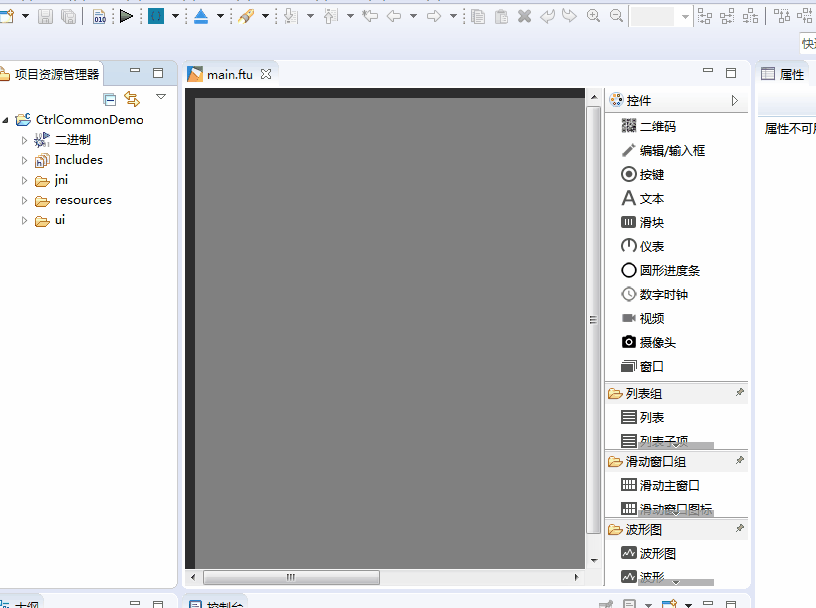 010
快速
项目资源管理器
main.ftu
属性
CtrlCommonDemo
二进制
Includes
jni
resources
ui
控件
二维码
编辑/输入框
按键
文本
滑块
仪表
圆形进度条
数字时钟
视频
摄像头
窗口
列表组
列表
列表子项
滑动窗口组
滑动主窗口
滑动窗口图标
波形图
波形图
波形
属性不可用
大纲
控制台